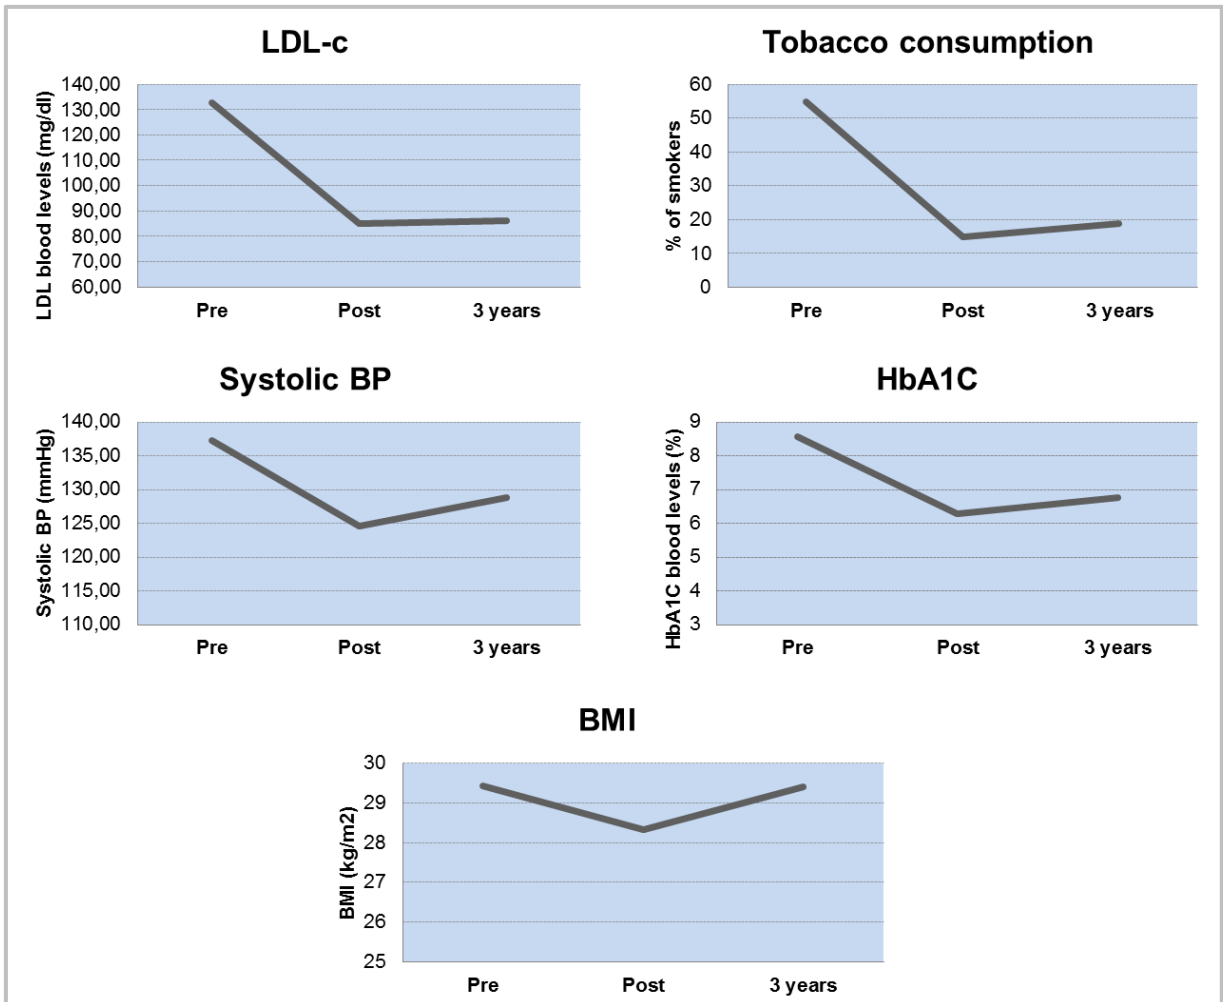 LDL-c
LDL blood levels (mg/dl)
140,00
130,00
120,00
110,00
100,00
90,00
80,00
70,00
60,00
Pre Post 3 years
Tobacco consumption
% of smokers
60
50
40
30
20
10
0
Pre Post 3 years
Systolic BP
Systolic BP (mmHg)
140,00
135,00
130,00
125,00
120,00
115,00
110,00
Pre Post 3 years
HbA1C
HbA1C blood levels (%)
9
8
7
6
5
4
3
Pre Post 3 years
BMI
BMI (kg/m2)
30
29
28
27
26
25
Pre Post 3 years